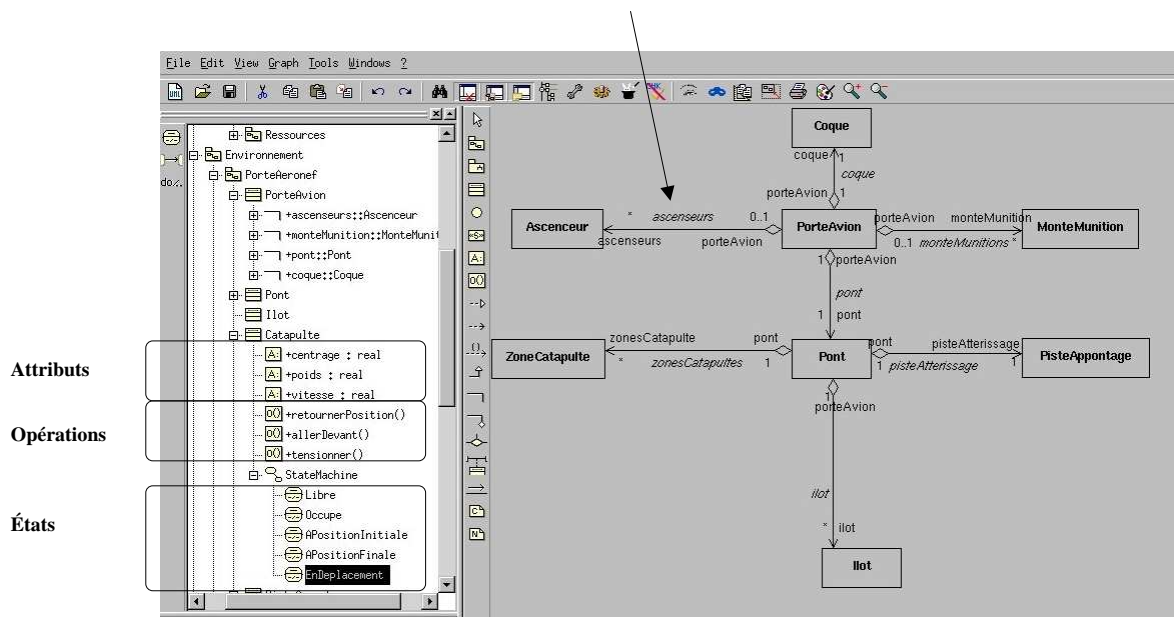 File Edit View Graph Tools Windows ?
Ressources
Environnement
PorteAeronef
PorteAvion
+ascenseurs::Ascenceur
+monteMunition::MonteMunit
+pont::Pont
+coque::Coque
Pont
Ilot
Catapulte
+centrage : real
+poids : real
+vitesse : real
+retournerPosition()
+allerDevant()
+tensionner()
StateMachine
Libre
Occupe
APositionInitiale
APositionFinale
EnDeplacement
Attributs
Opérations
États
Coque
coque 1
coque
porteAvion 1
Ascenceur
* ascenseurs 0..1
ascenseurs porteAvion
PorteAvion
porteAvion monteMunition
0..1 monteMunitions *
MonteMunition
1 porteAvion
pont
1 pont
ZoneCatapulte
zonesCatapulte pont
* zonesCatapultes 1
Pont
pont pisteAtterissage
1 pisteAtterissage 1
PisteAppontage
1
porteAvion
ilot
* ilot
Ilot